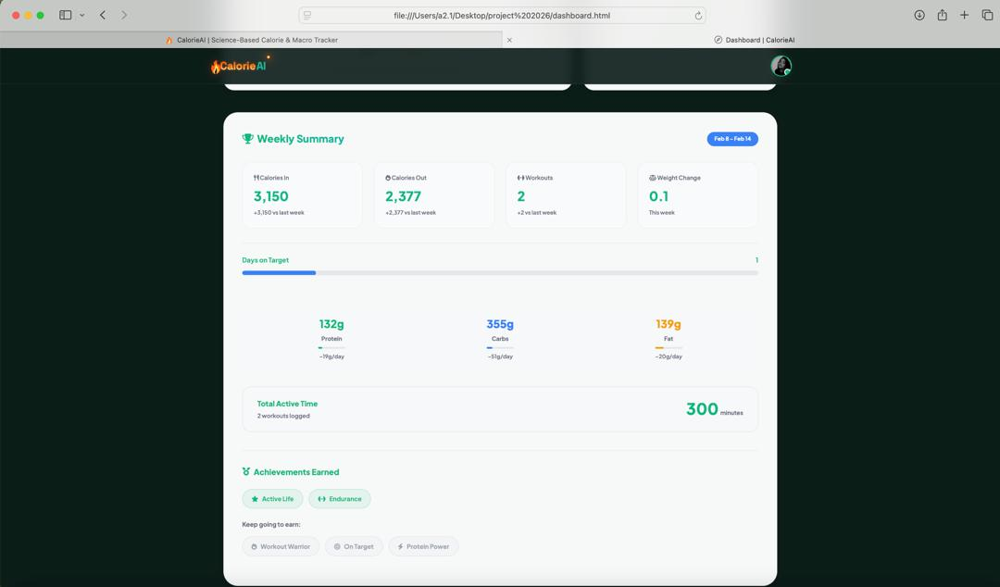 file:///Users/a2.1/Desktop/project%202026/dashboard.html
CalorieAI | Science-Based Calorie & Macro Tracker
Dashboard | CalorieAI
CalorieAI
Weekly Summary
Feb 8 - Feb 14
Calories In
3,150
+3,150 vs last week
Calories Out
2,377
+2,377 vs last week
Workouts
2
+2 vs last week
Weight Change
0.1
This week
Days on Target
1
132g
Protein
~19g/day
355g
Carbs
~51g/day
139g
Fat
~20g/day
Total Active Time
2 workouts logged
300 minutes
Achievements Earned
Active Life
Endurance
Keep going to earn:
Workout Warrior
On Target
Protein Power